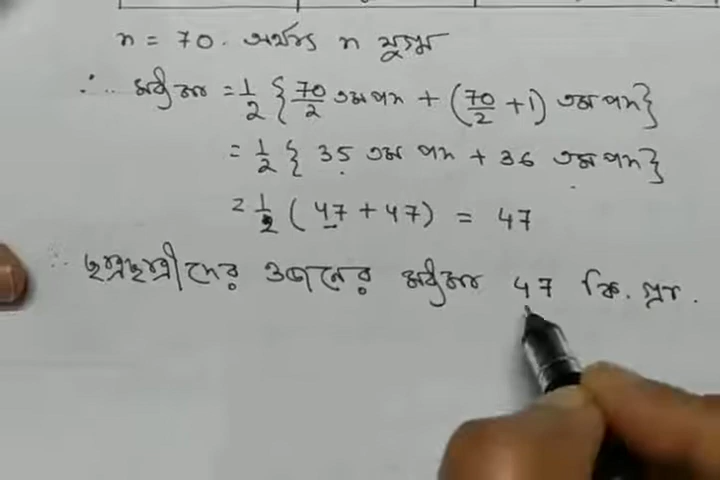 n = 70. অর্থাৎ n যুগ্ম
∴ মধ্যমা = 1/2 {70/2 তম পদ + (70/2 + 1) তম পদ}
= 1/2 { 35 তম পদ + 36 তম পদ}
= 1/2 ( 47 + 47) = 47
∴ ছাত্রছাত্রীদের ওজনের মধ্যমা 47 কি. গ্রা.